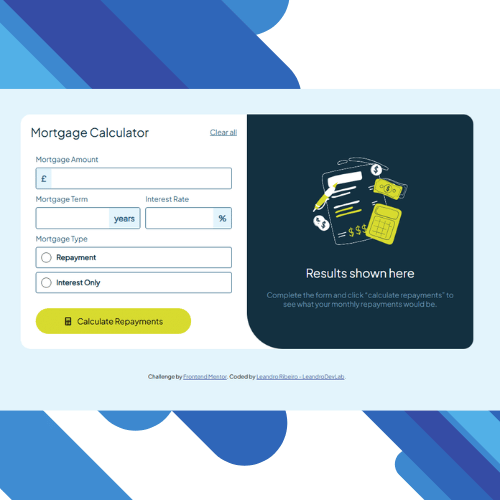 Mortgage Calculator
Clear all
Mortgage Amount
£
Mortgage Term
Interest Rate
years
%
Mortgage Type
Repayment
Interest Only
Calculate Repayments
Results shown here
Complete the form and click "calculate repayments" to
see what your monthly repayments would be.
Challenge by Frontend Mentor. Coded by Leandro Ribeiro - LeandroDevLab.